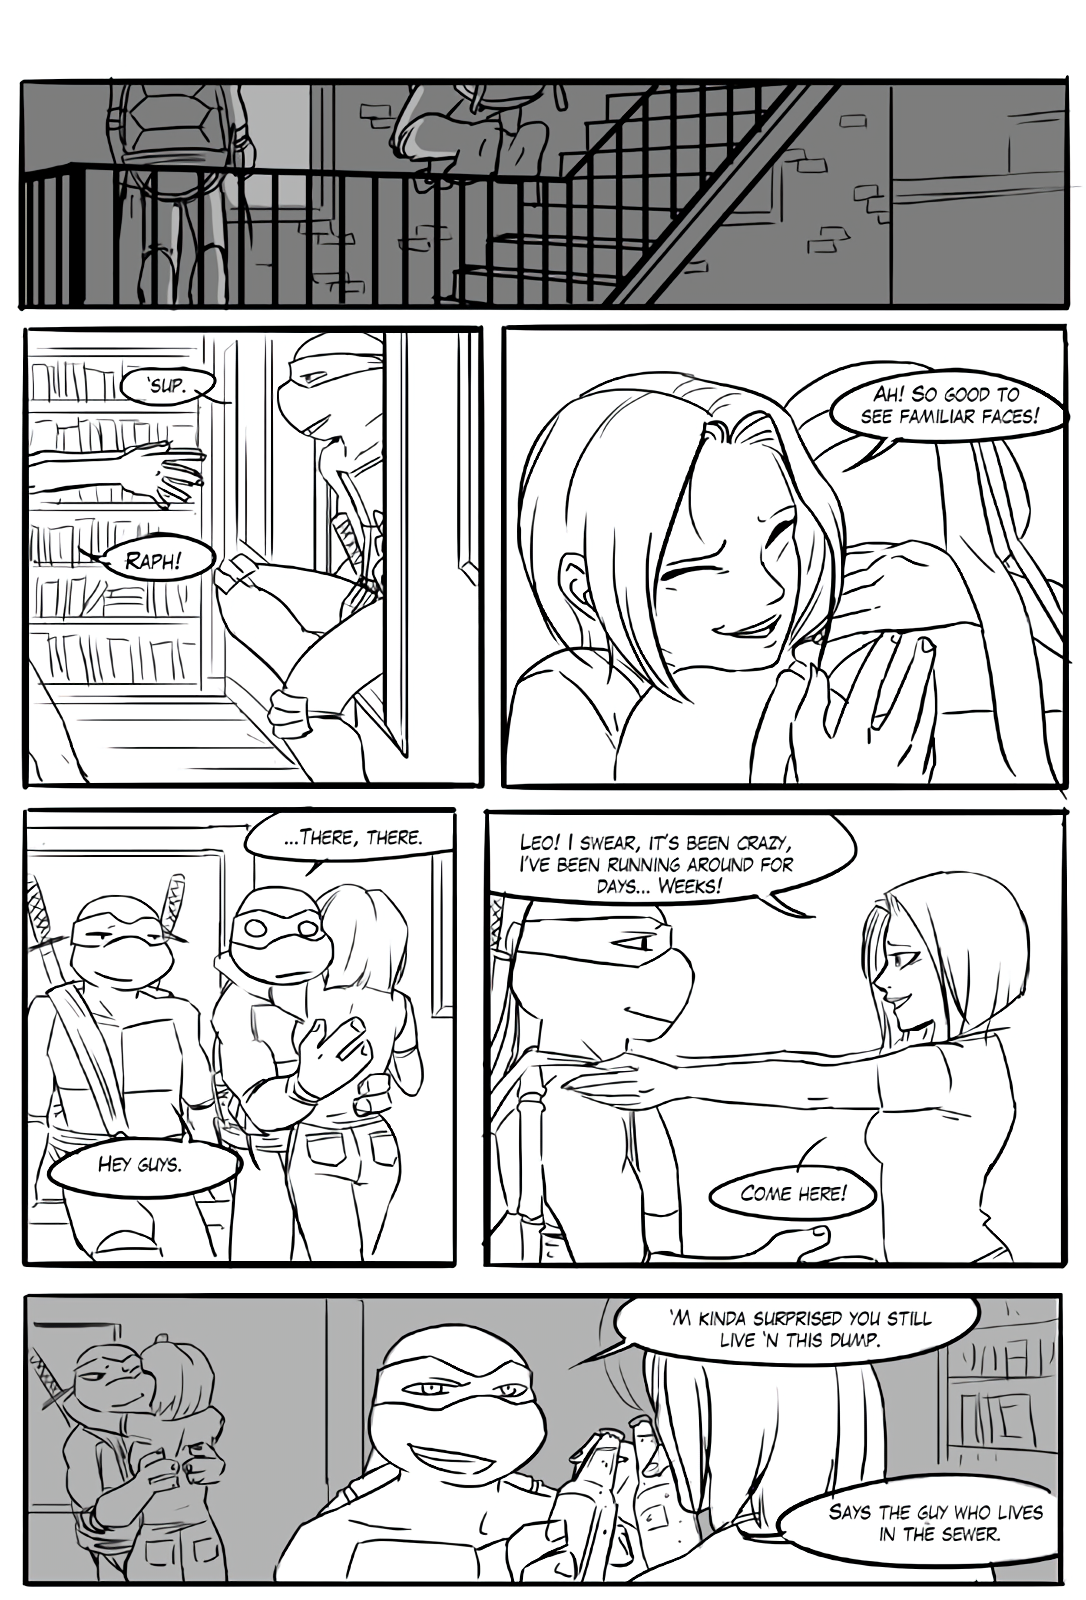 'SUP.
RAPH!
AH! SO GOOD TO
SEE FAMILIAR FACES!
...THERE, THERE.
HEY GUYS.
LEO! I SWEAR, IT'S BEEN CRAZY,
I'VE BEEN RUNNING AROUND FOR
DAYS... WEEKS!
COME HERE!
'M KINDA SURPRISED YOU STILL
LIVE 'N THIS DUMP.
SAYS THE GUY WHO LIVES
IN THE SEWER.